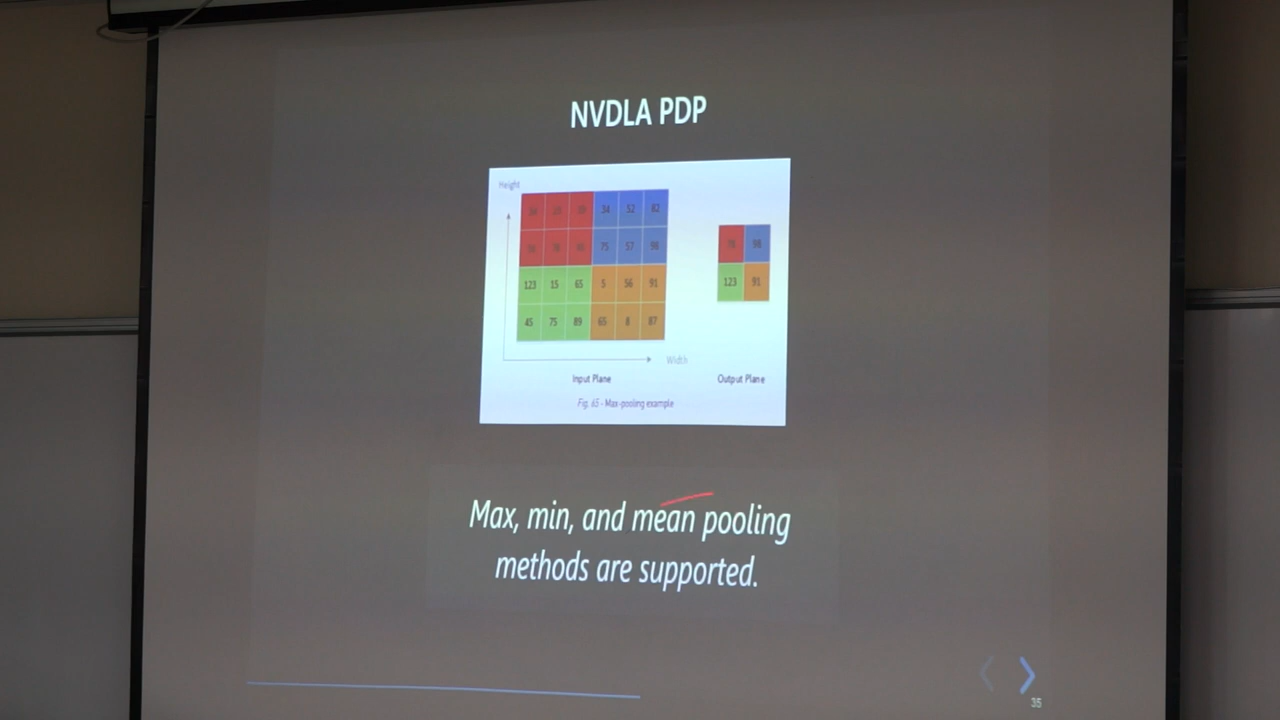 NVDLA PDP
Height
34 52 82
75 57 98
98
123 15 65 5 56 91
123 91
45 75 89 65 8 87
Width
Input Plane Output Plane
Fig. 65 - Max-pooling example
Max, min, and mean pooling
methods are supported.
35